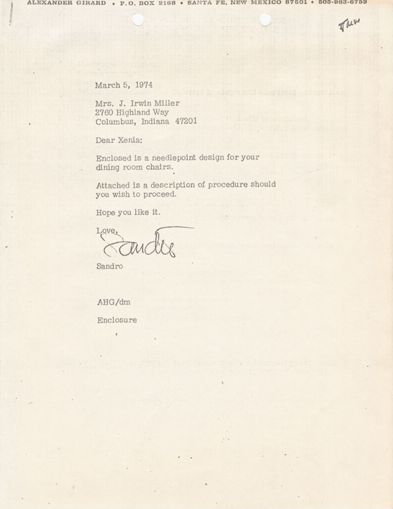 ALEXANDER GIRARD • P.O. BOX 2168 • SANTA FE, NEW MEXICO 87501 • 505-983-6759
March 5, 1974
Mrs. J. Irwin Miller
2760 Highland Way
Columbus, Indiana 47201
Dear Xenia:
Enclosed is a needlepoint design for your
dining room chairs.
Attached is a description of procedure should
you wish to proceed.
Hope you like it.
Love,
Sandro
Sandro
AHG/dm
Enclosure